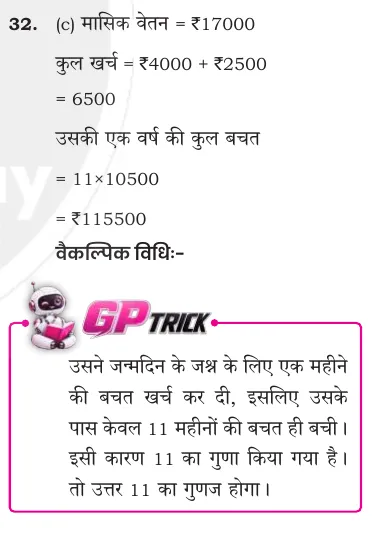 32. (c) मासिक वेतन = ₹17000
कुल खर्च = ₹4000 + ₹2500
= 6500
उसकी एक वर्ष की कुल बचत
= 11×10500
= ₹115500
वैकल्पिक विधिः-
GP TRICK
उसने जन्मदिन के जश्न के लिए एक महीने
की बचत खर्च कर दी, इसलिए उसके
पास केवल 11 महीनों की बचत ही बची।
इसी कारण 11 का गुणा किया गया है।
तो उत्तर 11 का गुणज होगा।